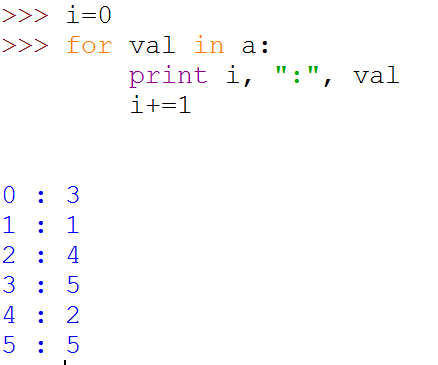 >>> i=0
>>> for val in a:
        print i, ":", val
        i+=1
0 : 3
1 : 1
2 : 4
3 : 5
4 : 2
5 : 5